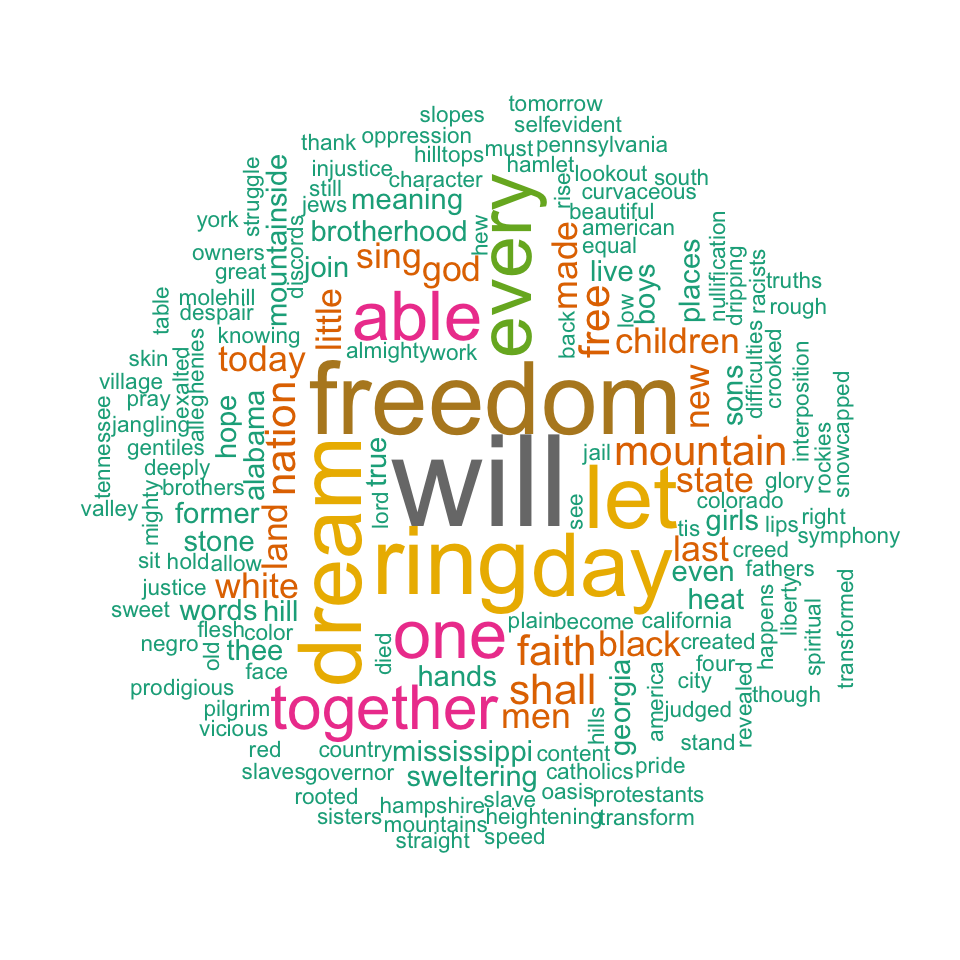 tomorrow
slopes
selfevident
thank
oppression
pennsylvania
hilltops
must
hamlet
injustice
character
lookout
south
struggle
mountainside
still
meaning
rise
curvaceous
jews
beautiful
york
discords
brotherhood
hew
every
made
american
owners
join
sing
god
equal
great
live
boys
places
nullification
dripping
racists
truths
table
molehill
little
able
back
free
low
rough
despair
knowing
almighty
work
children
skin
exalted
alleghenies
today
freedom
new
sons
difficulties
crooked
interposition
village
pray
tennessee
jangling
hope
alabama
nation
gentiles
dream
true
will
jail
mountain
rockies
snowcapped
deeply
brothers
lord
see
let
state
glory
valley
mighty
former
land
colorado
tis
girls
lips
right
symphony
stone
ring
day
last
creed
sit
hold
allow
even
fathers
justice
white
heat
happens
liberty
sweet
words
hill
one
plain
become
california
spiritual
transformed
negro
flesh
color
old
thee
died
faith
black
created
face
hands
four
prodigious
together
shall
georgia
america
city
revealed
though
pilgrim
men
hills
judged
vicious
stand
red
country
mississippi
content
slaves
governor
sweltering
catholics
pride
rooted
hampshire
slave
oasis
protestants
sisters
mountains
heightening
transform
straight
speed